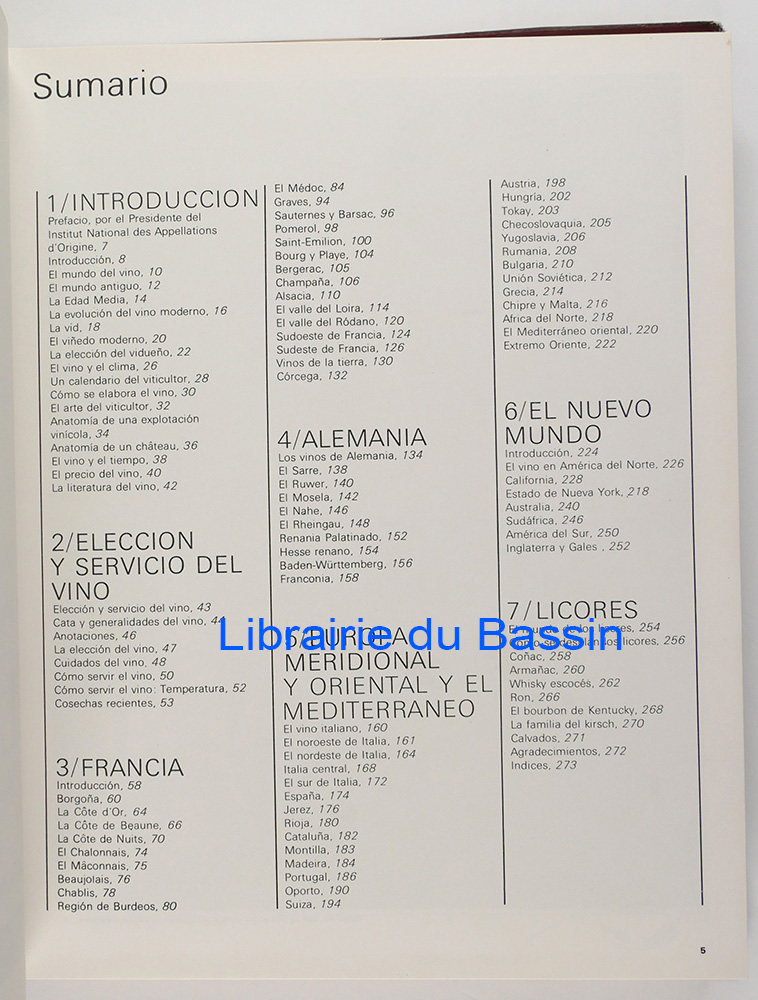 Sumario
1/INTRODUCCION
Prefacio, por el Presidente del
Institut National des Appellations
d'Origine, 7
Introducción, 8
El mundo del vino, 10
El mundo antiguo, 12
La Edad Media, 14
La evolución del vino moderno, 16
La vid, 18
El viñedo moderno, 20
La elección del vidueño, 22
El vino y el clima, 26
Un calendario del viticultor, 28
Cómo se elabora el vino, 30
El arte del viticultor, 32
Anatomía de una explotación
vinícola, 34
Anatomía de un château, 36
El vino y el tiempo, 38
El precio del vino, 40
La literatura del vino, 42
2/ELECCION
Y SERVICIO DEL
VINO
Elección y servicio del vino, 43
Cata y generalidades del vino, 44
Anotaciones, 46
La elección del vino, 47
Cuidados del vino, 48
Cómo servir el vino, 50
Cómo servir el vino: Temperatura, 52
Cosechas recientes, 53
3/FRANCIA
Introducción, 58
Borgoña, 60
La Côte d'Or, 64
La Côte de Beaune, 66
La Côte de Nuits, 70
El Chalonnais, 74
El Mâconnais, 75
Beaujolais, 76
Chablis, 78
Región de Burdeos, 80
El Médoc, 84
Graves, 94
Sauternes y Barsac, 96
Pomerol, 98
Saint-Emilion, 100
Bourg y Playe, 104
Bergerac, 105
Champaña, 106
Alsacia, 110
El valle del Loira, 114
El valle del Ródano, 120
Sudoeste de Francia, 124
Sudeste de Francia, 126
Vinos de la tierra, 130
Córcega, 132
4/ALEMANIA
Los vinos de Alemania, 134
El Sarre, 138
El Ruwer, 140
El Mosela, 142
El Nahe, 146
El Rheingau, 148
Renania Palatinado, 152
Hesse renano, 154
Baden-Württemberg, 156
Franconia, 158
5/EUROPA
MERIDIONAL
Y ORIENTAL Y EL
MEDITERRANEO
El vino italiano, 160
El noroeste de Italia, 161
El nordeste de Italia, 164
Italia central, 168
El sur de Italia, 172
España, 174
Jerez, 176
Rioja, 180
Cataluña, 182
Montilla, 183
Madeira, 184
Portugal, 186
Oporto, 190
Suiza, 194
Austria, 198
Hungría, 202
Tokay, 203
Checoslovaquia, 205
Yugoslavia, 206
Rumania, 208
Bulgaria, 210
Unión Soviética, 212
Grecia, 214
Chipre y Malta, 216
Africa del Norte, 218
El Mediterráneo oriental, 220
Extremo Oriente, 222
6/EL NUEVO
MUNDO
Introducción, 224
El vino en América del Norte, 226
California, 228
Estado de Nueva York, 218
Australia, 240
Sudáfrica, 246
América del Sur, 250
Inglaterra y Gales , 252
7/LICORES
El mundo de los licores, 254
Cómo se destilan los licores, 256
Coñac, 258
Armañac, 260
Whisky escocés, 262
Ron, 266
El bourbon de Kentucky, 268
La familia del kirsch, 270
Calvados, 271
Agradecimientos, 272
Indices, 273
Librairie du Bassin
5